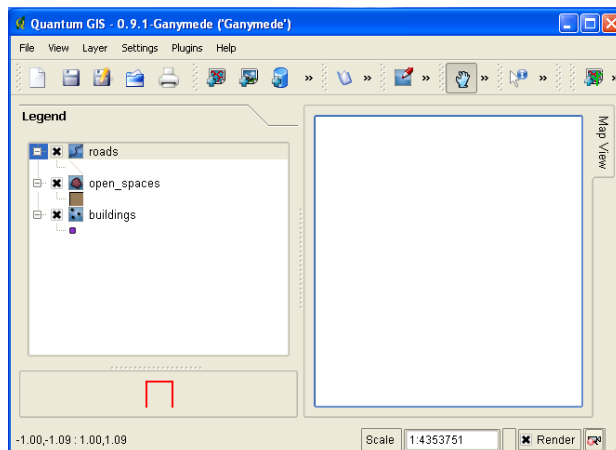 Quantum GIS - 0.9.1-Ganymede ('Ganymede')
File View Layer Settings Plugins Help
Legend
roads
open_spaces
buildings
Map View
-1.00,-1.09 : 1.00,1.09
Scale 1:4353751 Render